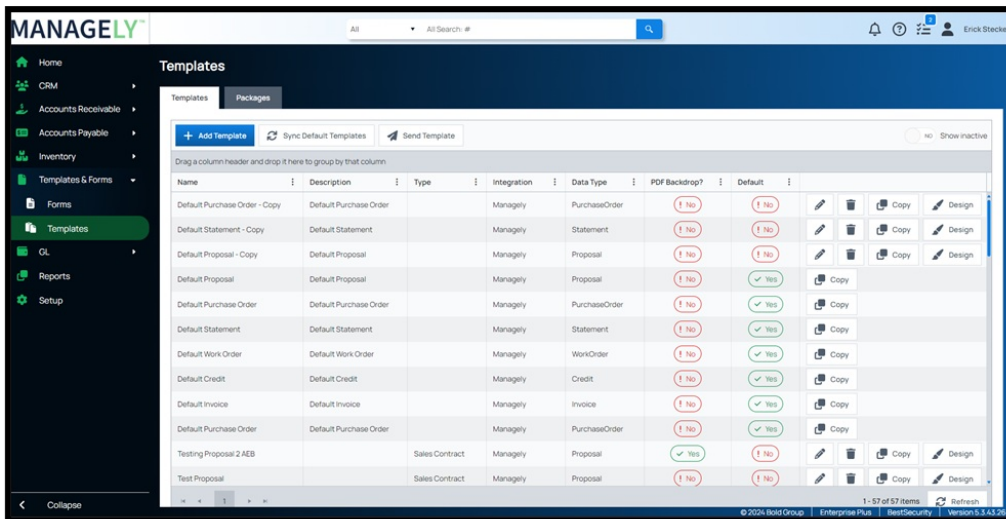 MANAGELY™
All
All Search: #
2
Erick Stecke
Home
CRM
Accounts Receivable
Accounts Payable
Inventory
Templates & Forms
Forms
Templates
GL
Reports
Setup
Collapse
Templates
Templates Packages
Add Template Sync Default Templates Send Template NO Show inactive
Drag a column header and drop it here to group by that column
Name Description Type Integration Data Type PDF Backdrop? Default
Default Purchase Order - Copy Default Purchase Order Managely PurchaseOrder ! No ! No Copy Design
Default Statement - Copy Default Statement Managely Statement ! No ! No Copy Design
Default Proposal - Copy Default Proposal Managely Proposal ! No ! No Copy Design
Default Proposal Default Proposal Managely Proposal ! No Yes Copy
Default Purchase Order Default Purchase Order Managely PurchaseOrder ! No Yes Copy
Default Statement Default Statement Managely Statement ! No Yes Copy
Default Work Order Default Work Order Managely WorkOrder ! No Yes Copy
Default Credit Default Credit Managely Credit ! No Yes Copy
Default Invoice Default Invoice Managely Invoice ! No Yes Copy
Default Purchase Order Default Purchase Order Managely PurchaseOrder ! No Yes Copy
Testing Proposal 2 AEB Sales Contract Managely Proposal Yes ! No Copy Design
Test Proposal Sales Contract Managely Proposal ! No ! No Copy Design
1 1 - 57 of 57 items Refresh
© 2024 Bold Group | Enterprise Plus | BestSecurity | Version 5.3.43.26